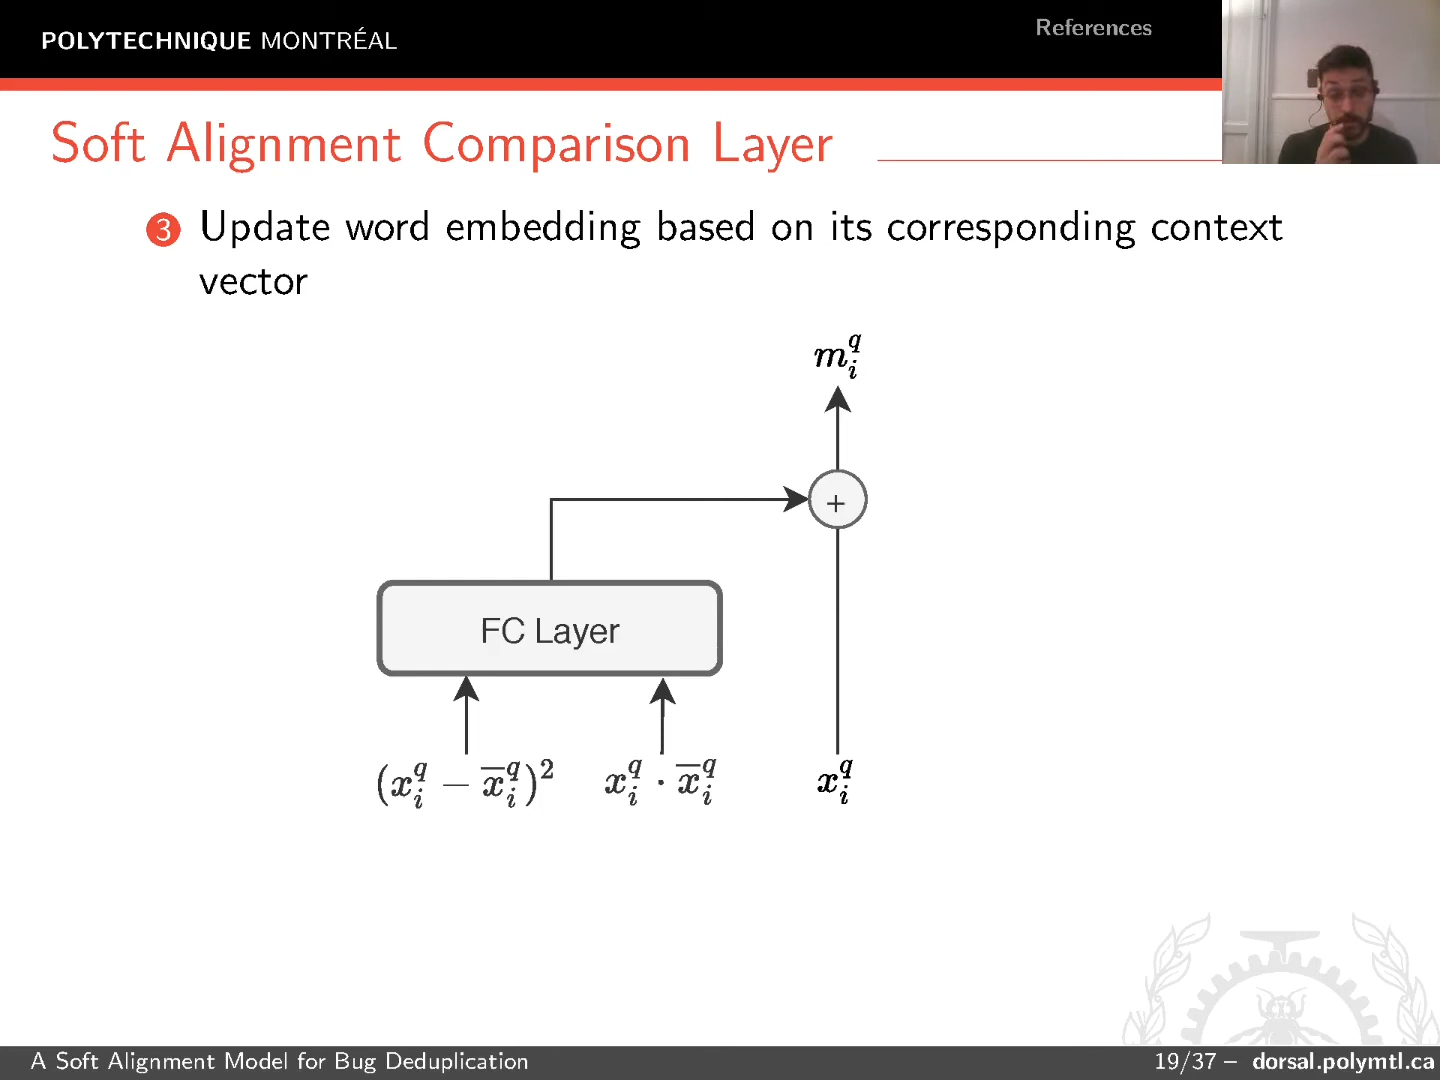 POLYTECHNIQUE MONTRÉAL
References
Soft Alignment Comparison Layer
3 Update word embedding based on its corresponding context
vector
m_i^q
+
FC Layer
(x_i^q − x̅_i^q)^2 x_i^q · x̅_i^q x_i^q
A Soft Alignment Model for Bug Deduplication
19/37 – dorsal.polymtl.ca